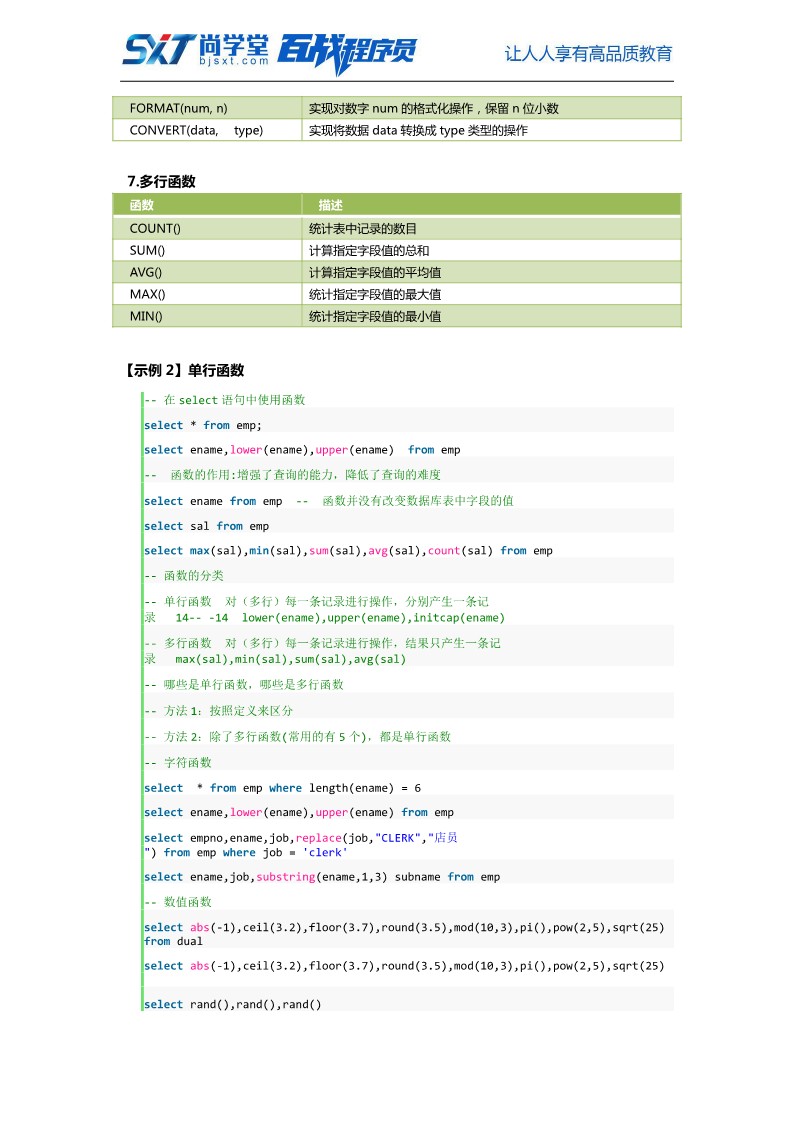 SXT 尚学堂 百战程序员 让人人享有高品质教育
bjsxt.com
FORMAT(num, n) 实现对数字 num 的格式化操作，保留 n 位小数
CONVERT(data, type) 实现将数据 data 转换成 type 类型的操作
7.多行函数
函数 描述
COUNT() 统计表中记录的数目
SUM() 计算指定字段值的总和
AVG() 计算指定字段值的平均值
MAX() 统计指定字段值的最大值
MIN() 统计指定字段值的最小值
【示例 2】单行函数
-- 在 select 语句中使用函数
select * from emp;
select ename,lower(ename),upper(ename)  from emp
--  函数的作用:增强了查询的能力，降低了查询的难度
select ename from emp  --  函数并没有改变数据库表中字段的值
select sal from emp
select max(sal),min(sal),sum(sal),avg(sal),count(sal) from emp
-- 函数的分类
-- 单行函数  对（多行）每一条记录进行操作，分别产生一条记
录   14-- -14  lower(ename),upper(ename),initcap(ename)
-- 多行函数  对（多行）每一条记录进行操作，结果只产生一条记
录   max(sal),min(sal),sum(sal),avg(sal)
-- 哪些是单行函数，哪些是多行函数
-- 方法 1：按照定义来区分
-- 方法 2：除了多行函数(常用的有 5 个)，都是单行函数
-- 字符函数
select  * from emp where length(ename) = 6
select ename,lower(ename),upper(ename) from emp
select empno,ename,job,replace(job,"CLERK","店员
") from emp where job = 'clerk'
select ename,job,substring(ename,1,3) subname from emp
-- 数值函数
select abs(-1),ceil(3.2),floor(3.7),round(3.5),mod(10,3),pi(),pow(2,5),sqrt(25)
from dual
select abs(-1),ceil(3.2),floor(3.7),round(3.5),mod(10,3),pi(),pow(2,5),sqrt(25)
select rand(),rand(),rand()